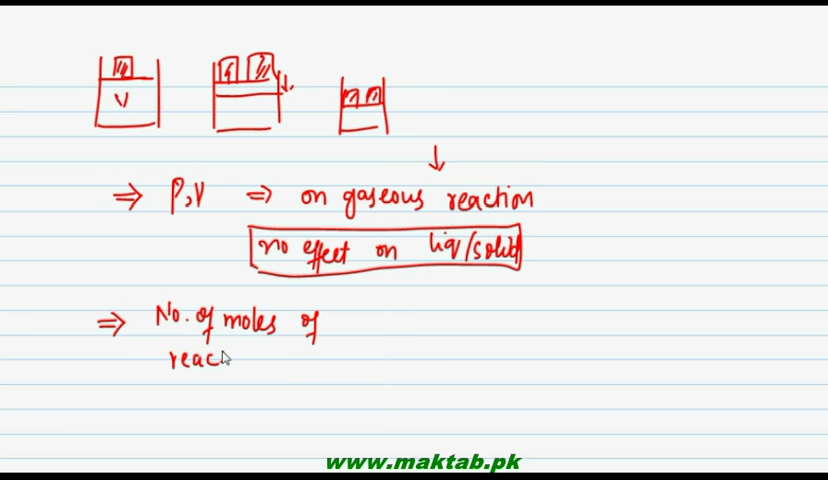 V
⇒ P,V ⇒ on gaseous reaction
no effect on liq/solid
⇒ No. of moles of
reac
www.maktab.pk